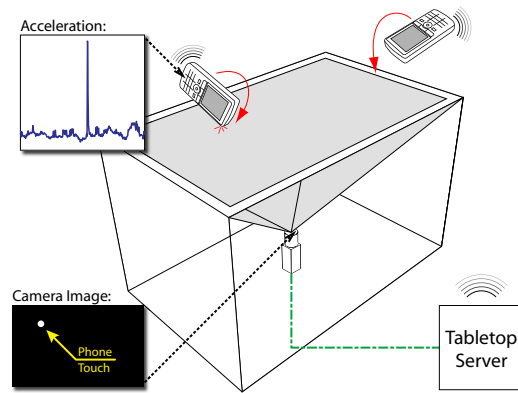 Acceleration:
Camera Image:
Phone
Touch
Tabletop
Server